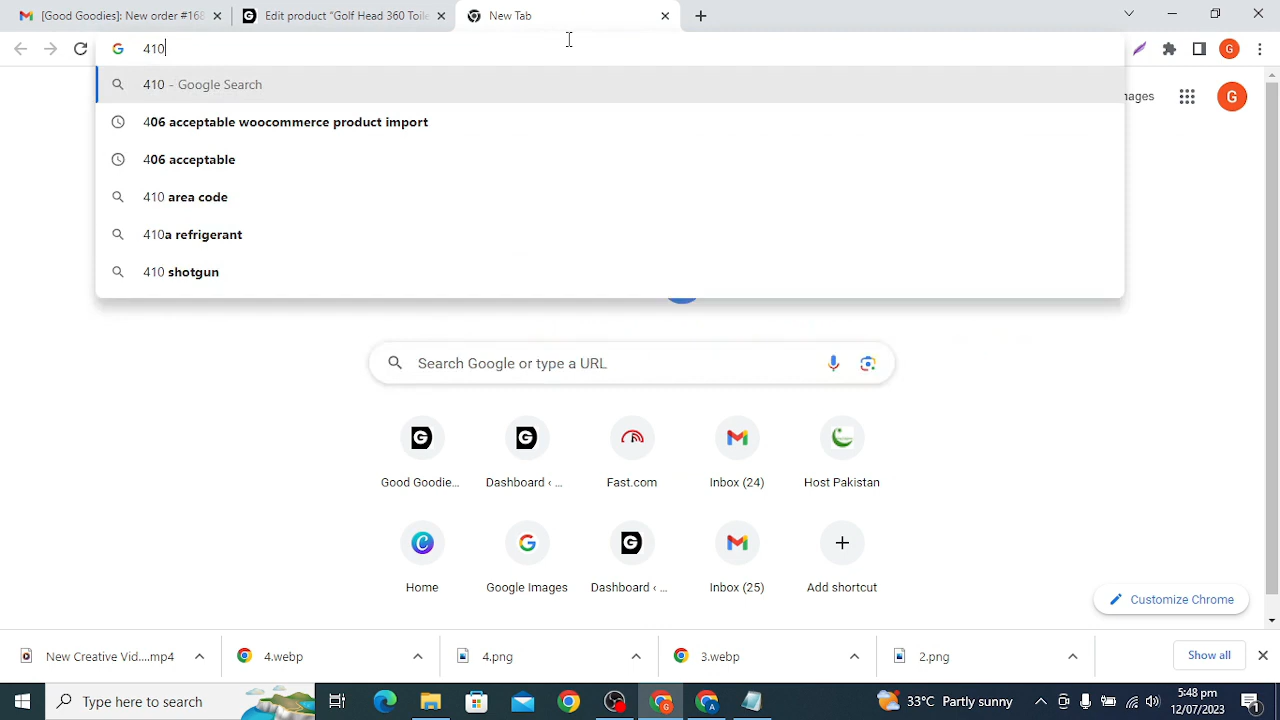 [Good Goodies]: New order #168
Edit product "Golf Head 360 Toile
New Tab
410
G
410 - Google Search
406 acceptable woocommerce product import
406 acceptable
410 area code
410a refrigerant
410 shotgun
nages
G
Search Google or type a URL
Good Goodie...
Dashboard ‹ ...
Fast.com
Inbox (24)
Host Pakistan
Home
Google Images
Dashboard ‹ ...
Inbox (25)
Add shortcut
Customize Chrome
New Creative Vid....mp4
4.webp
4.png
3.webp
2.png
Show all
Type here to search
33°C Partly sunny
5:48 pm
12/07/2023